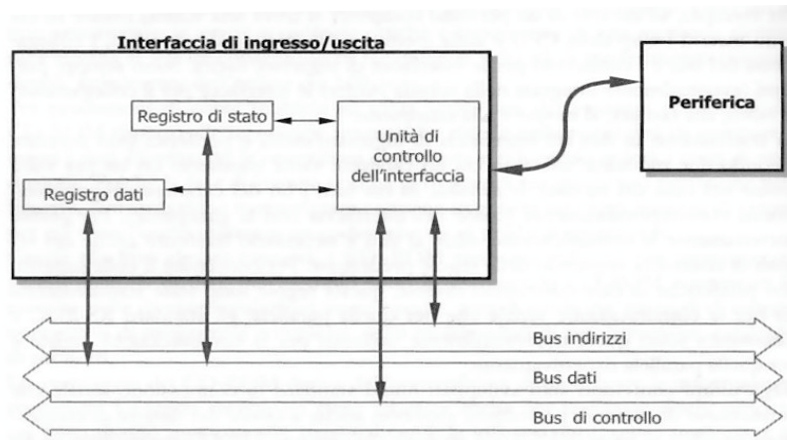 Interfaccia di ingresso/uscita
Periferica
Registro di stato
Unità di
controllo
dell'interfaccia
Registro dati
Bus indirizzi
Bus dati
Bus di controllo